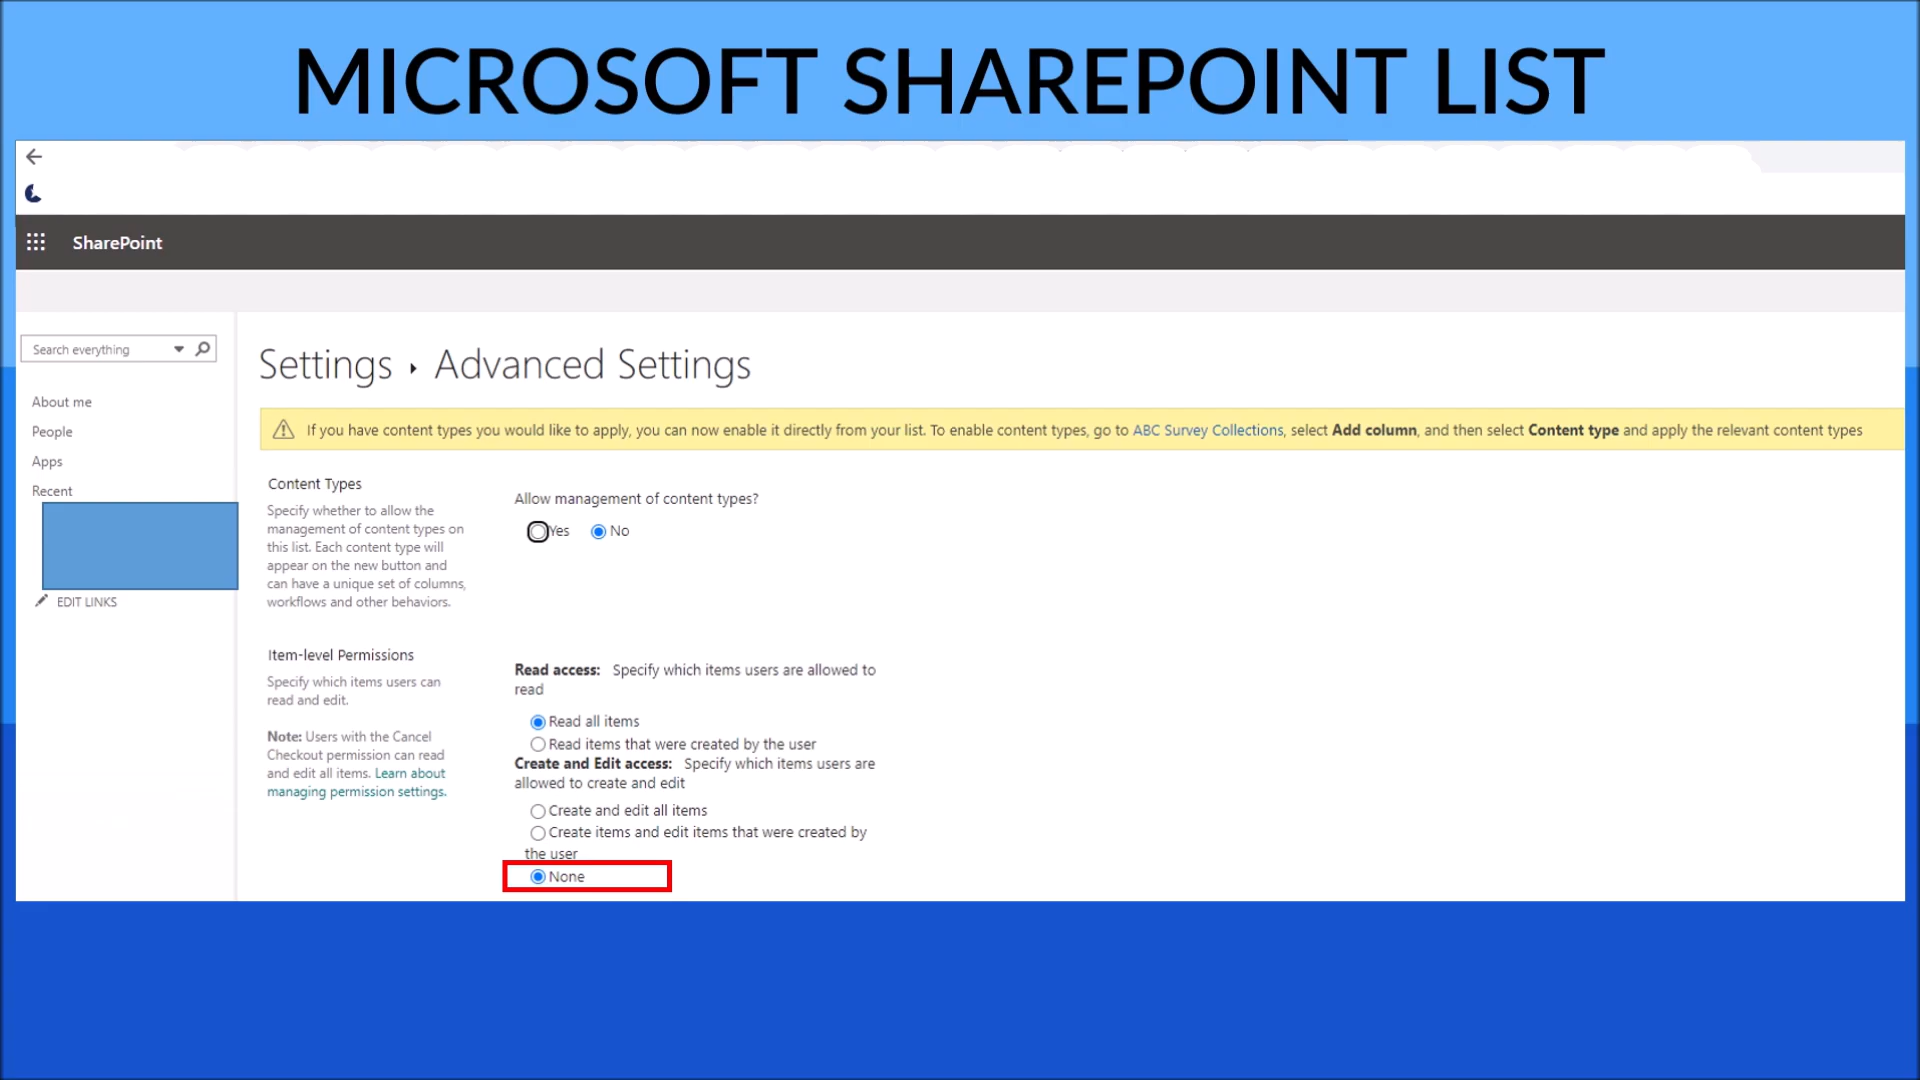 MICROSOFT SHAREPOINT LIST
SharePoint
Search everything
About me
People
Apps
Recent
EDIT LINKS
Settings ▸ Advanced Settings
If you have content types you would like to apply, you can now enable it directly from your list. To enable content types, go to ABC Survey Collections, select Add column, and then select Content type and apply the relevant content types
Content Types
Specify whether to allow the
management of content types on
this list. Each content type will
appear on the new button and
can have a unique set of columns,
workflows and other behaviors.
Allow management of content types?
Yes No
Item-level Permissions
Specify which items users can
read and edit.
Note: Users with the Cancel
Checkout permission can read
and edit all items. Learn about
managing permission settings.
Read access: Specify which items users are allowed to
read
Read all items
Read items that were created by the user
Create and Edit access: Specify which items users are
allowed to create and edit
Create and edit all items
Create items and edit items that were created by
the user
None